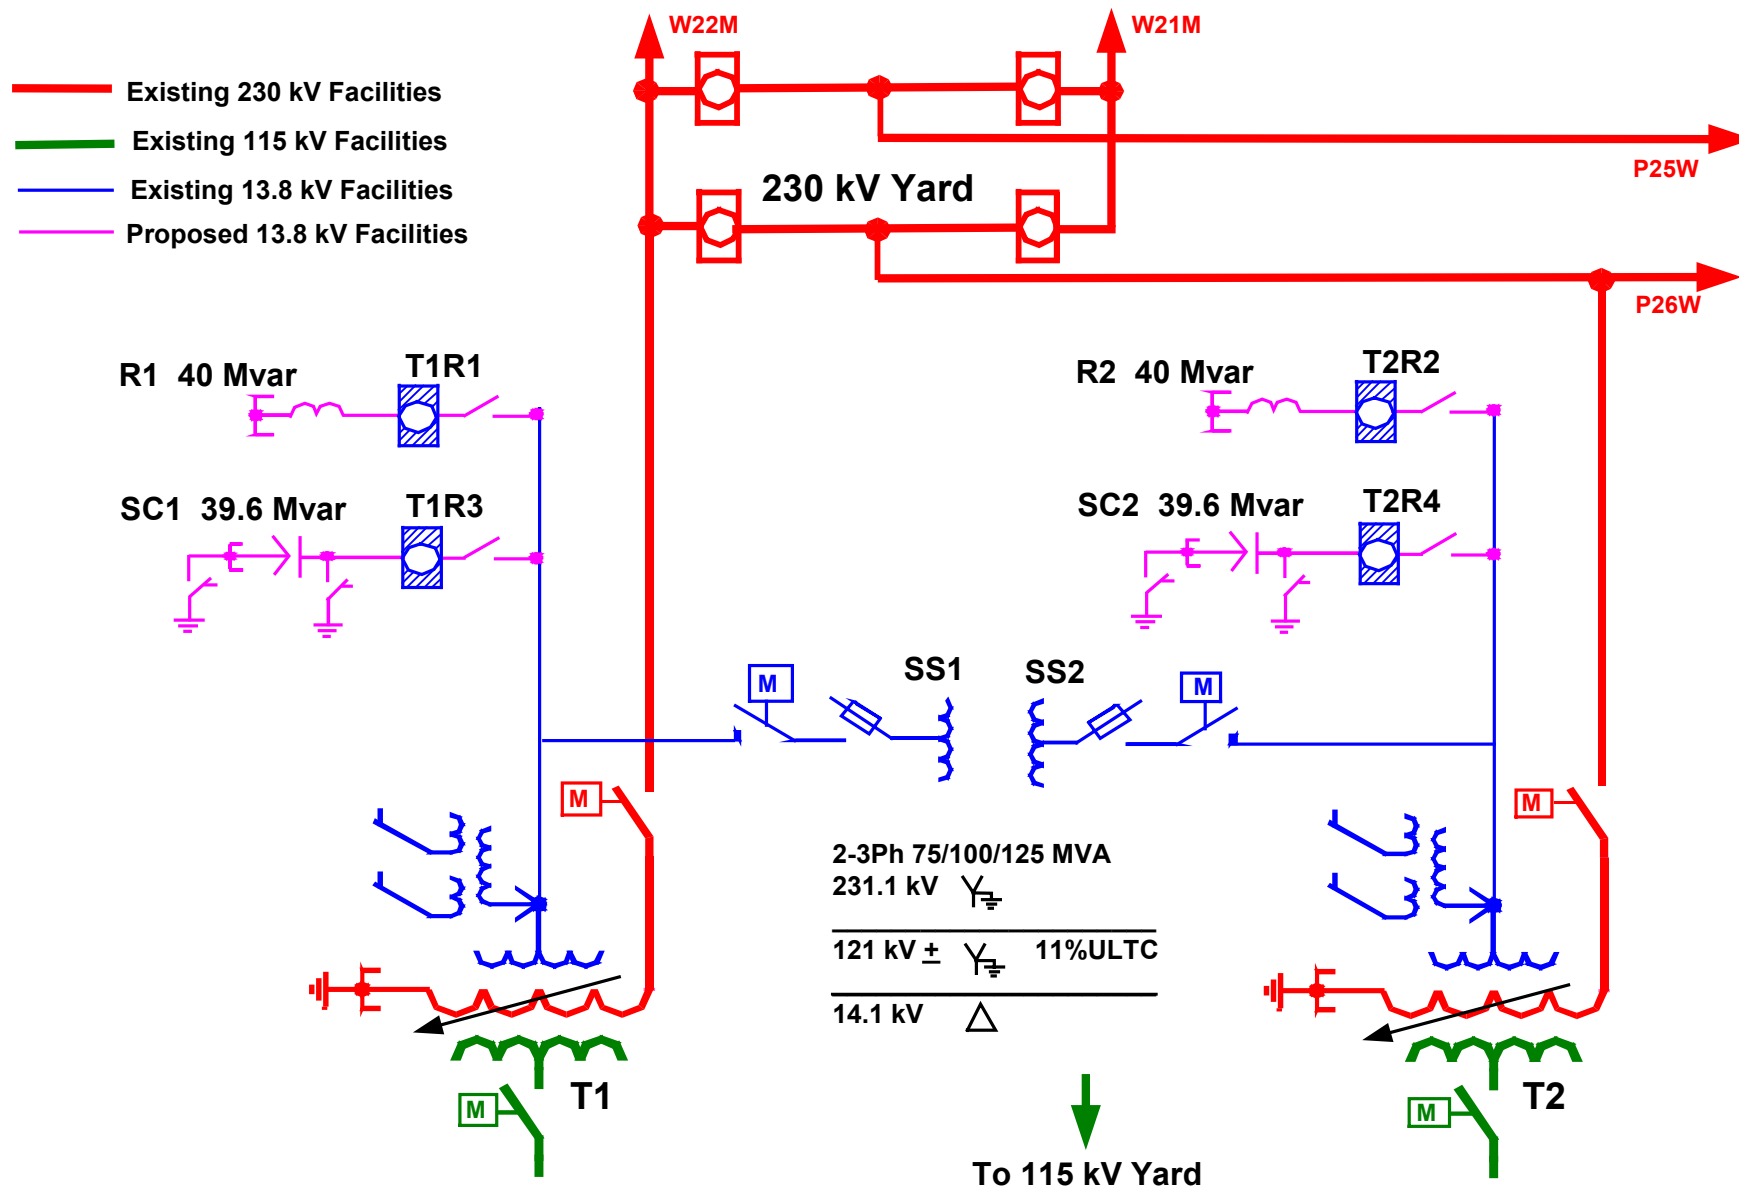 W22M
W21M
Existing 230 kV Facilities
Existing 115 kV Facilities
Existing 13.8 kV Facilities
Proposed 13.8 kV Facilities
230 kV Yard
P25W
P26W
R1 40 Mvar
T1R1
R2 40 Mvar
T2R2
SC1 39.6 Mvar
T1R3
SC2 39.6 Mvar
T2R4
M
SS1
SS2
M
M
M
2-3Ph 75/100/125 MVA
231.1 kV
121 kV ± 11%ULTC
14.1 kV
T1
T2
M
M
To 115 kV Yard